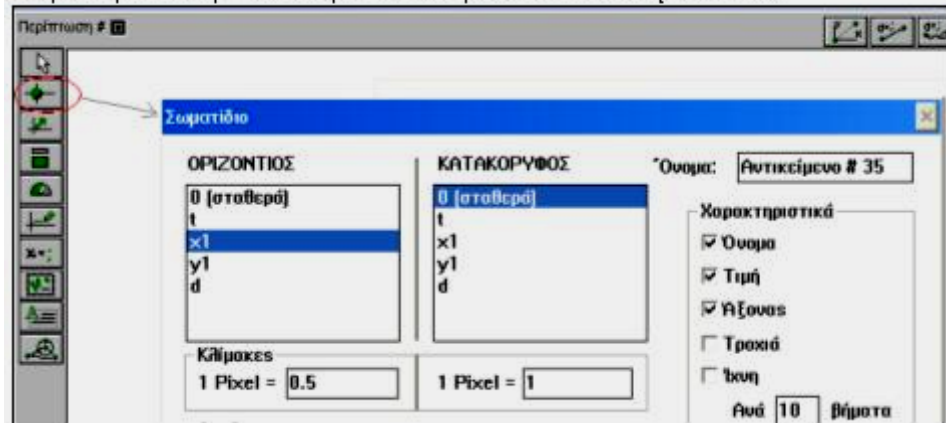 Περίπτωση #
Σωματίδιο
ΟΡΙΖΟΝΤΙΟΣ
0 (σταθερά)
t
x1
y1
d
Κλίμακες
1 Pixel = 0.5
ΚΑΤΑΚΟΡΥΦΟΣ
0 (σταθερά)
t
x1
y1
d
1 Pixel = 1
Όνομα: Αντικείμενο # 35
Χαρακτηριστικά
Όνομα
Τιμή
Άξονας
Τροχιά
Ίχνη
Ανά 10 βήματα